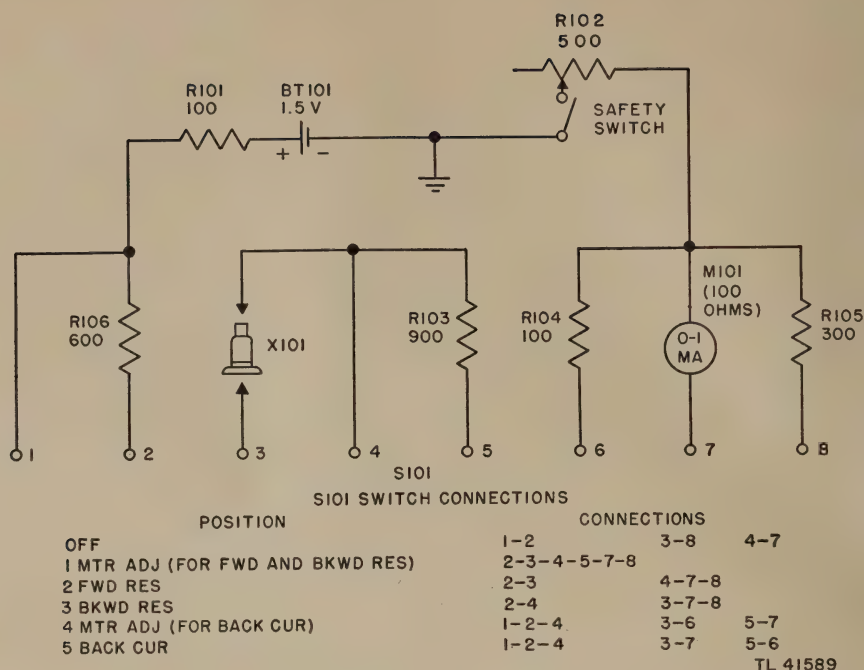 R102
500
R101
100
BT101
1.5 V
SAFETY
SWITCH
+ -
M101
(100
OHMS)
R106
600
X101
R103
900
R104
100
0-1
MA
R105
300
1 2 3 4 5 6 7 8
S101
S101 SWITCH CONNECTIONS
POSITION CONNECTIONS
OFF 1-2 3-8 4-7
1 MTR ADJ (FOR FWD AND BKWD RES) 2-3-4-5-7-8
2 FWD RES 2-3 4-7-8
3 BKWD RES 2-4 3-7-8
4 MTR ADJ (FOR BACK CUR) 1-2-4 3-6 5-7
5 BACK CUR 1-2-4 3-7 5-6
TL 41589